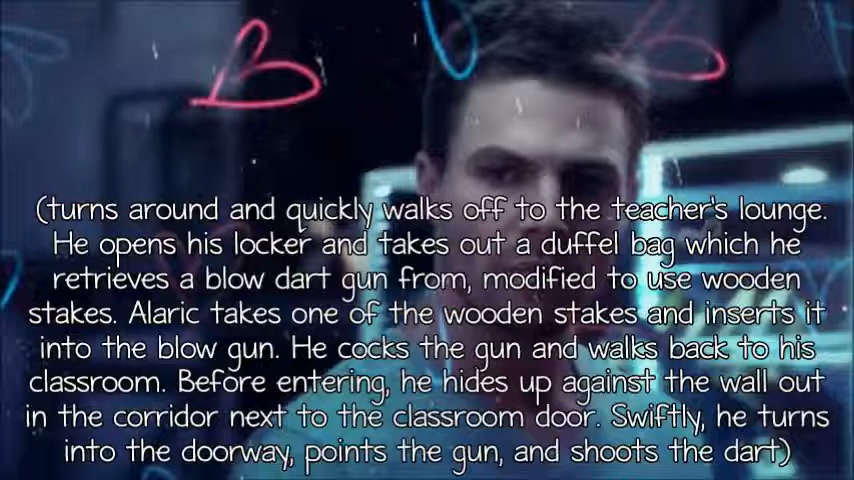 B
(turns around and quickly walks off to the teacher's lounge.
He opens his locker and takes out a duffel bag which he
retrieves a blow dart gun from, modified to use wooden
stakes. Alaric takes one of the wooden stakes and inserts it
into the blow gun. He cocks the gun and walks back to his
classroom. Before entering, he hides up against the wall out
in the corridor next to the classroom door. Swiftly, he turns
into the doorway, points the gun, and shoots the dart)